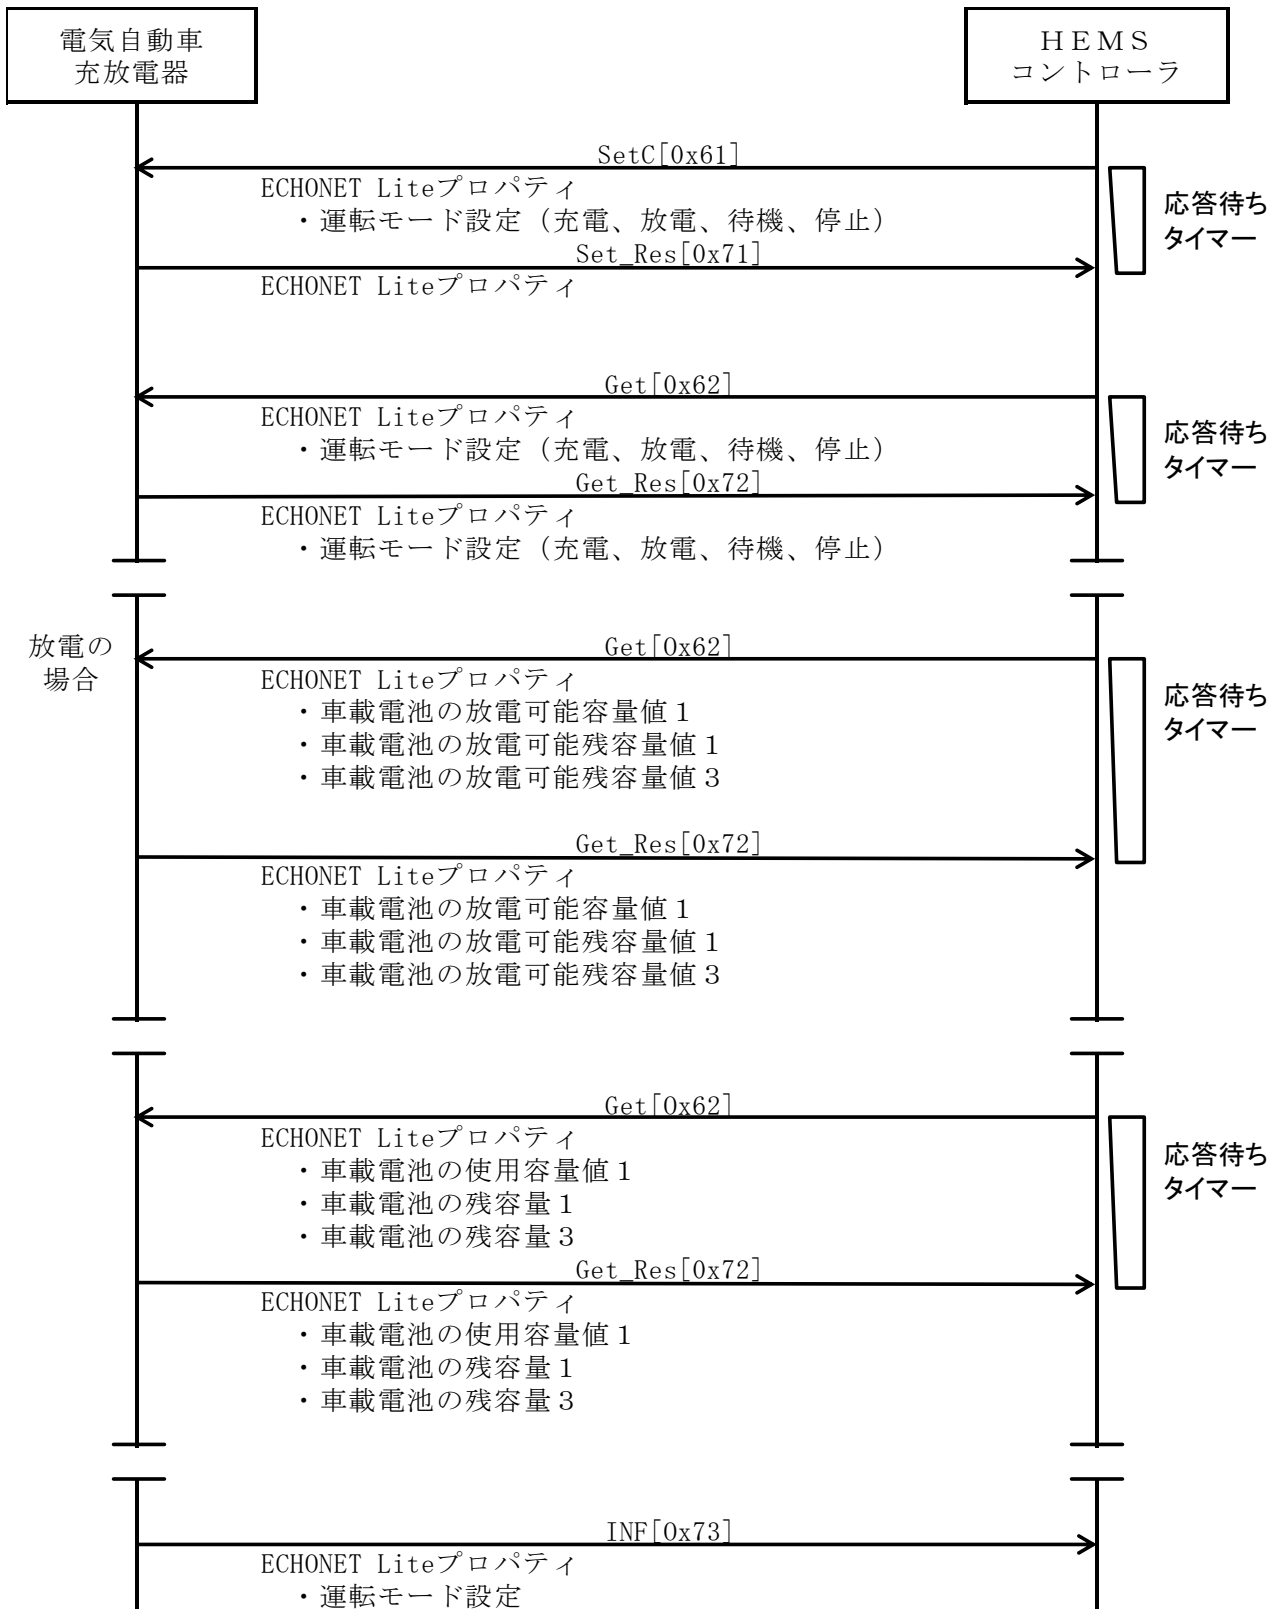 電気自動車
充放電器
ＨＥＭＳ
コントローラ
SetC[0x61]
ECHONET Liteプロパティ
・運転モード設定（充電、放電、待機、停止）
応答待ち
タイマー
Set_Res[0x71]
ECHONET Liteプロパティ
Get[0x62]
ECHONET Liteプロパティ
・運転モード設定（充電、放電、待機、停止）
応答待ち
タイマー
Get_Res[0x72]
ECHONET Liteプロパティ
・運転モード設定（充電、放電、待機、停止）
放電の
場合
Get[0x62]
ECHONET Liteプロパティ
・車載電池の放電可能容量値１
・車載電池の放電可能残容量値１
・車載電池の放電可能残容量値３
応答待ち
タイマー
Get_Res[0x72]
ECHONET Liteプロパティ
・車載電池の放電可能容量値１
・車載電池の放電可能残容量値１
・車載電池の放電可能残容量値３
Get[0x62]
ECHONET Liteプロパティ
・車載電池の使用容量値１
・車載電池の残容量１
・車載電池の残容量３
応答待ち
タイマー
Get_Res[0x72]
ECHONET Liteプロパティ
・車載電池の使用容量値１
・車載電池の残容量１
・車載電池の残容量３
INF[0x73]
ECHONET Liteプロパティ
・運転モード設定